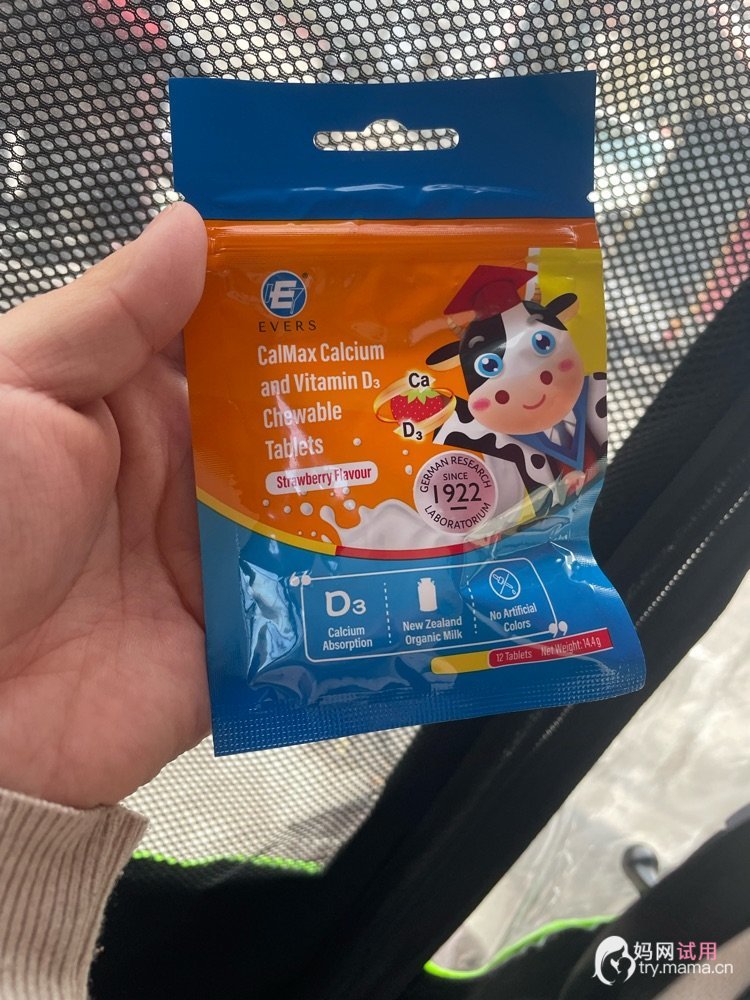 E
EVERS
CalMax Calcium
and Vitamin D₃
Chewable
Tablets
Strawberry Flavour
Ca
D₃
GERMAN RESEARCH
SINCE
1922
LABORATORIUM
D3
Calcium
Absorption
New Zealand
Organic Milk
No Artificial
Colors
12 Tablets Net Weight: 14.4g
妈网试用
try.mama.cn